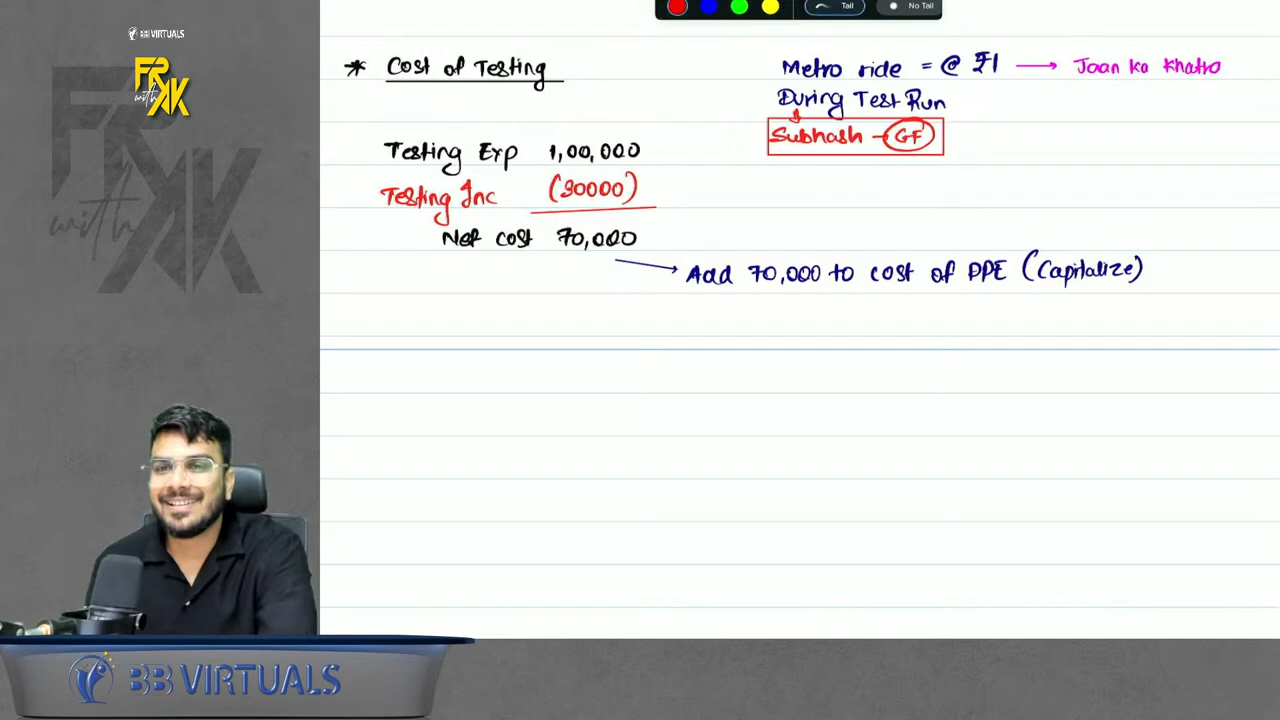 Tail
No Tail
BB VIRTUALS
FR
with
AK
* Cost of Testing
Testing Exp 1,00,000
Testing Inc (30000)
Net cost 70,000
Add 70,000 to cost of PPE (Capitalize)
Metro ride = @ ₹1 → Jaan ka Khatra
During Test Run
Subhash - GF
BB VIRTUALS